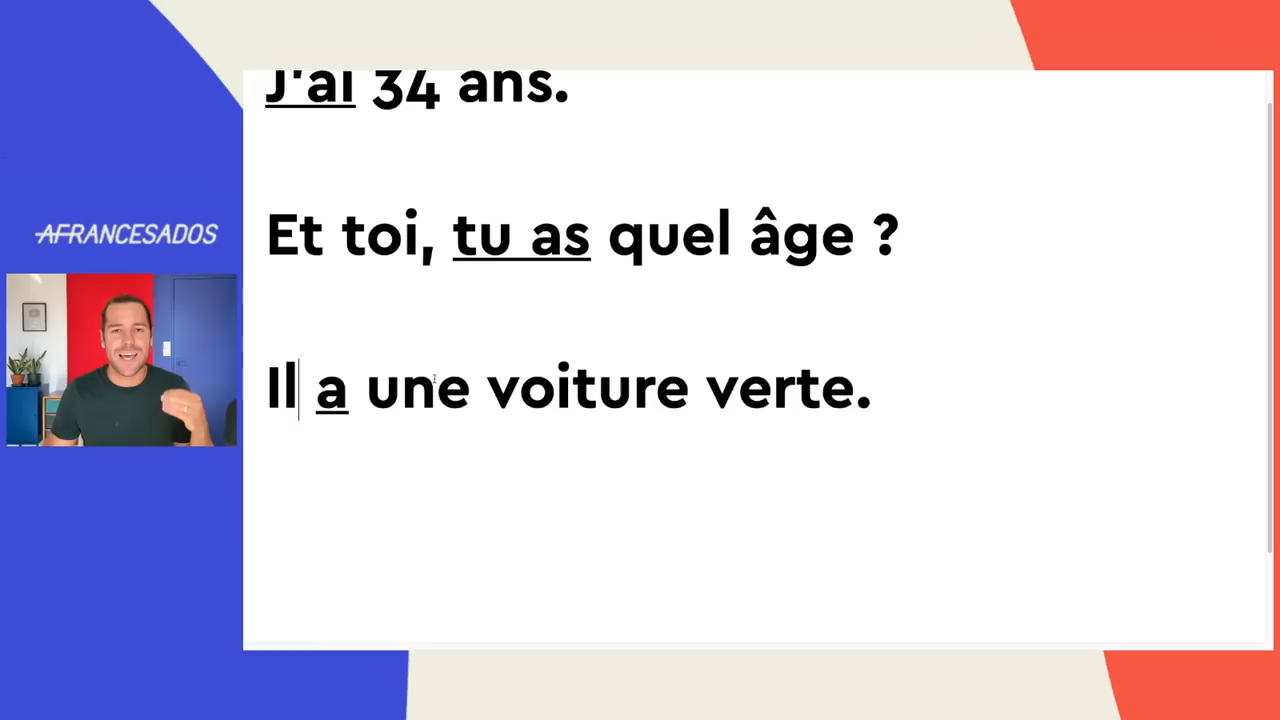 J'ai 34 ans.
AFRANCESADOS
Et toi, tu as quel âge ?
Il a une voiture verte.